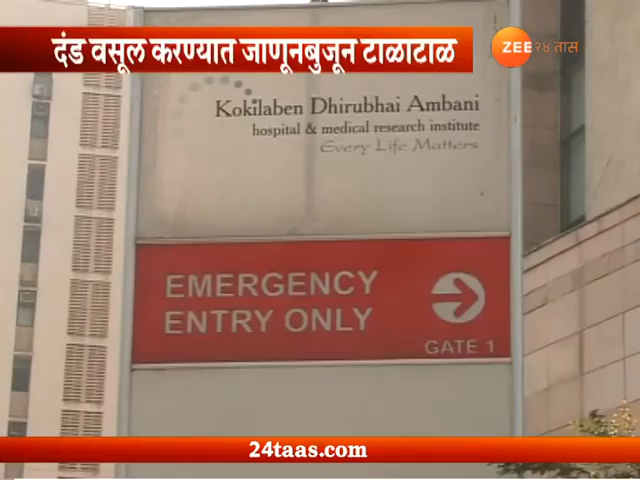 दंड वसूल करण्यात जाणूनबुजून टाळाटाळ
ZEE २४ तास
Kokilaben Dhirubhai Ambani
hospital & medical research institute
Every Life Matters
EMERGENCY
ENTRY ONLY
GATE 1
24taas.com